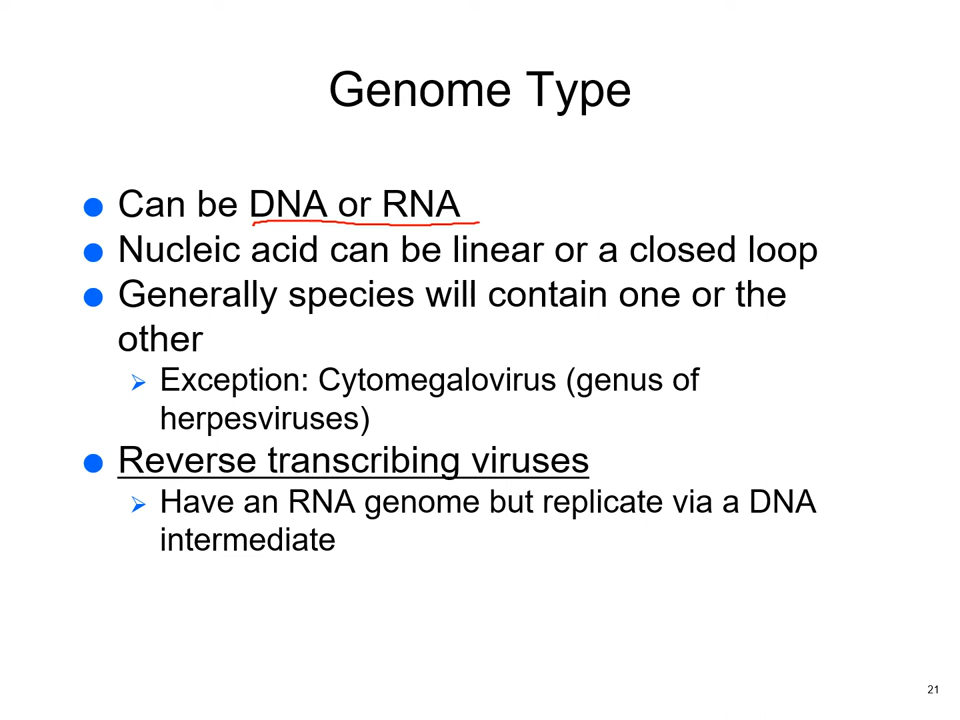 Genome Type
Can be DNA or RNA
Nucleic acid can be linear or a closed loop
Generally species will contain one or the
other
Exception: Cytomegalovirus (genus of
herpesviruses)
Reverse transcribing viruses
Have an RNA genome but replicate via a DNA
intermediate
21